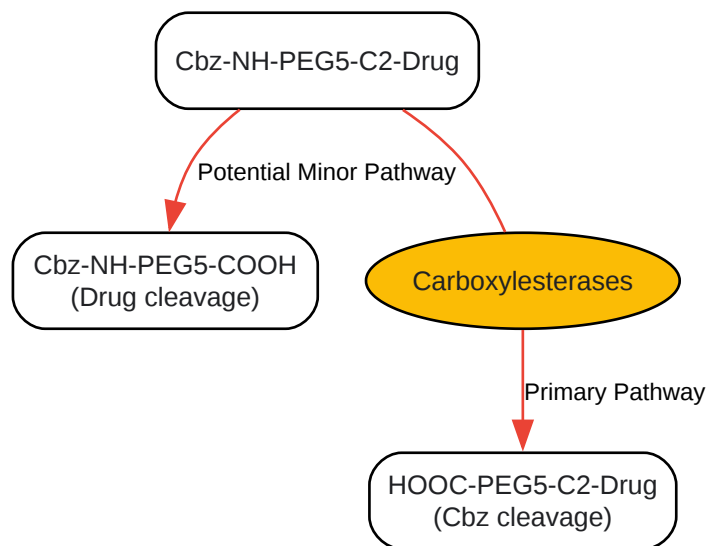 Cbz-NH-PEG5-C2-Drug
Potential Minor Pathway
Cbz-NH-PEG5-COOH
(Drug cleavage)
Carboxylesterases
Primary Pathway
HOOC-PEG5-C2-Drug
(Cbz cleavage)